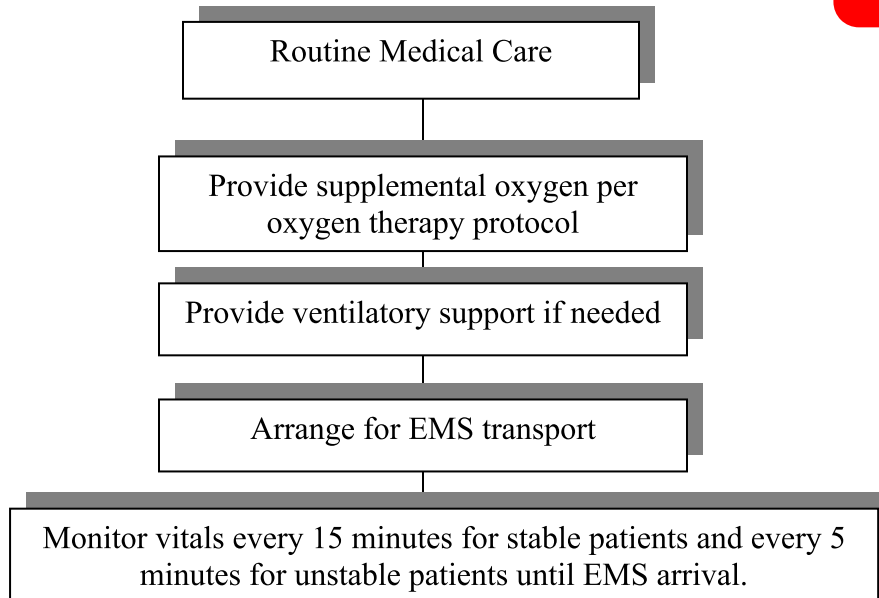 Routine Medical Care
Provide supplemental oxygen per
oxygen therapy protocol
Provide ventilatory support if needed
Arrange for EMS transport
Monitor vitals every 15 minutes for stable patients and every 5
minutes for unstable patients until EMS arrival.